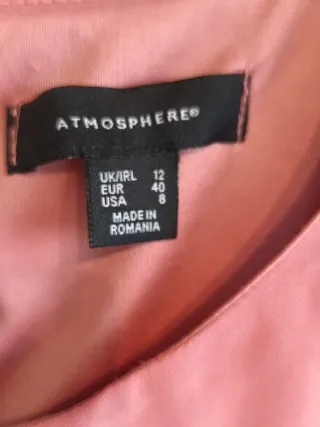 ATMOSPHERE®
UK/IRL 12
EUR 40
USA 8
MADE IN
ROMANIA